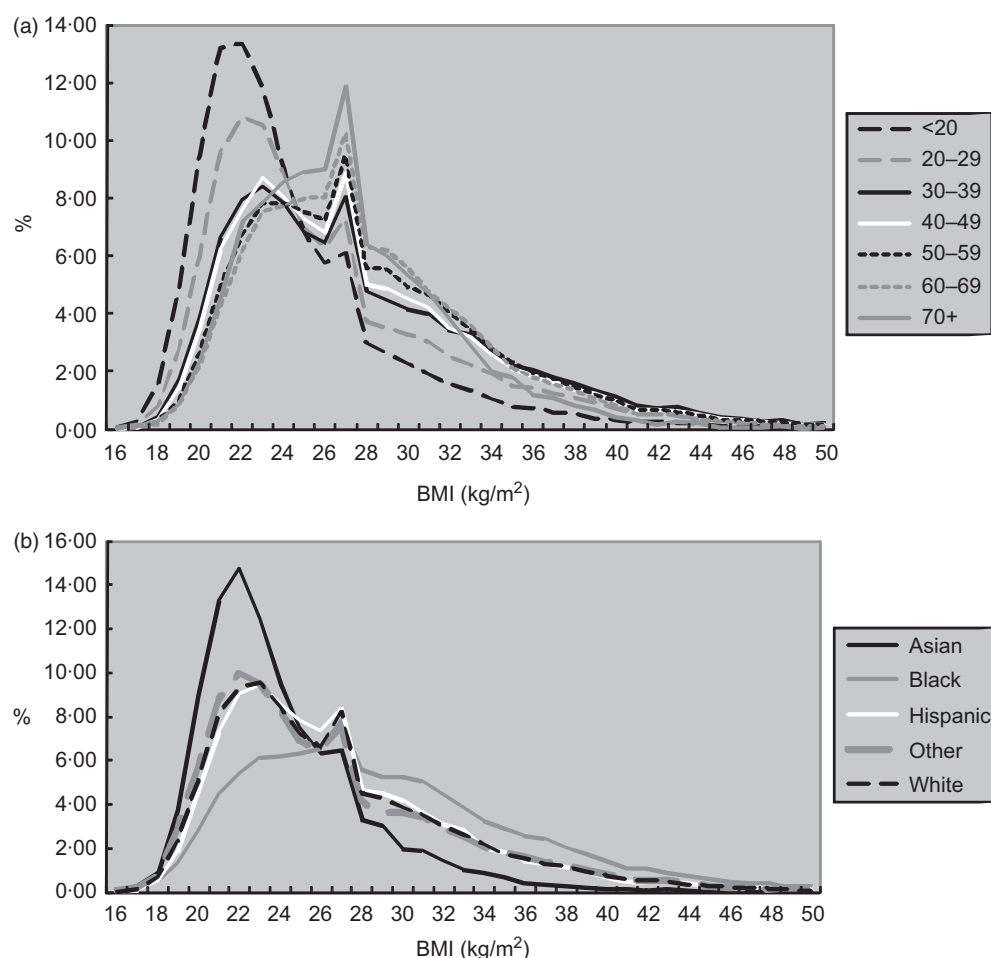 (a)
14·00
12·00
10·00
8·00
6·00
4·00
2·00
0·00
%
16 18 20 22 24 26 28 30 32 34 36 38 40 42 44 46 48 50
BMI (kg/m²)
<20
20–29
30–39
40–49
50–59
60–69
70+
(b)
16·00
14·00
12·00
10·00
8·00
6·00
4·00
2·00
0·00
%
16 18 20 22 24 26 28 30 32 34 36 38 40 42 44 46 48 50
BMI (kg/m²)
Asian
Black
Hispanic
Other
White